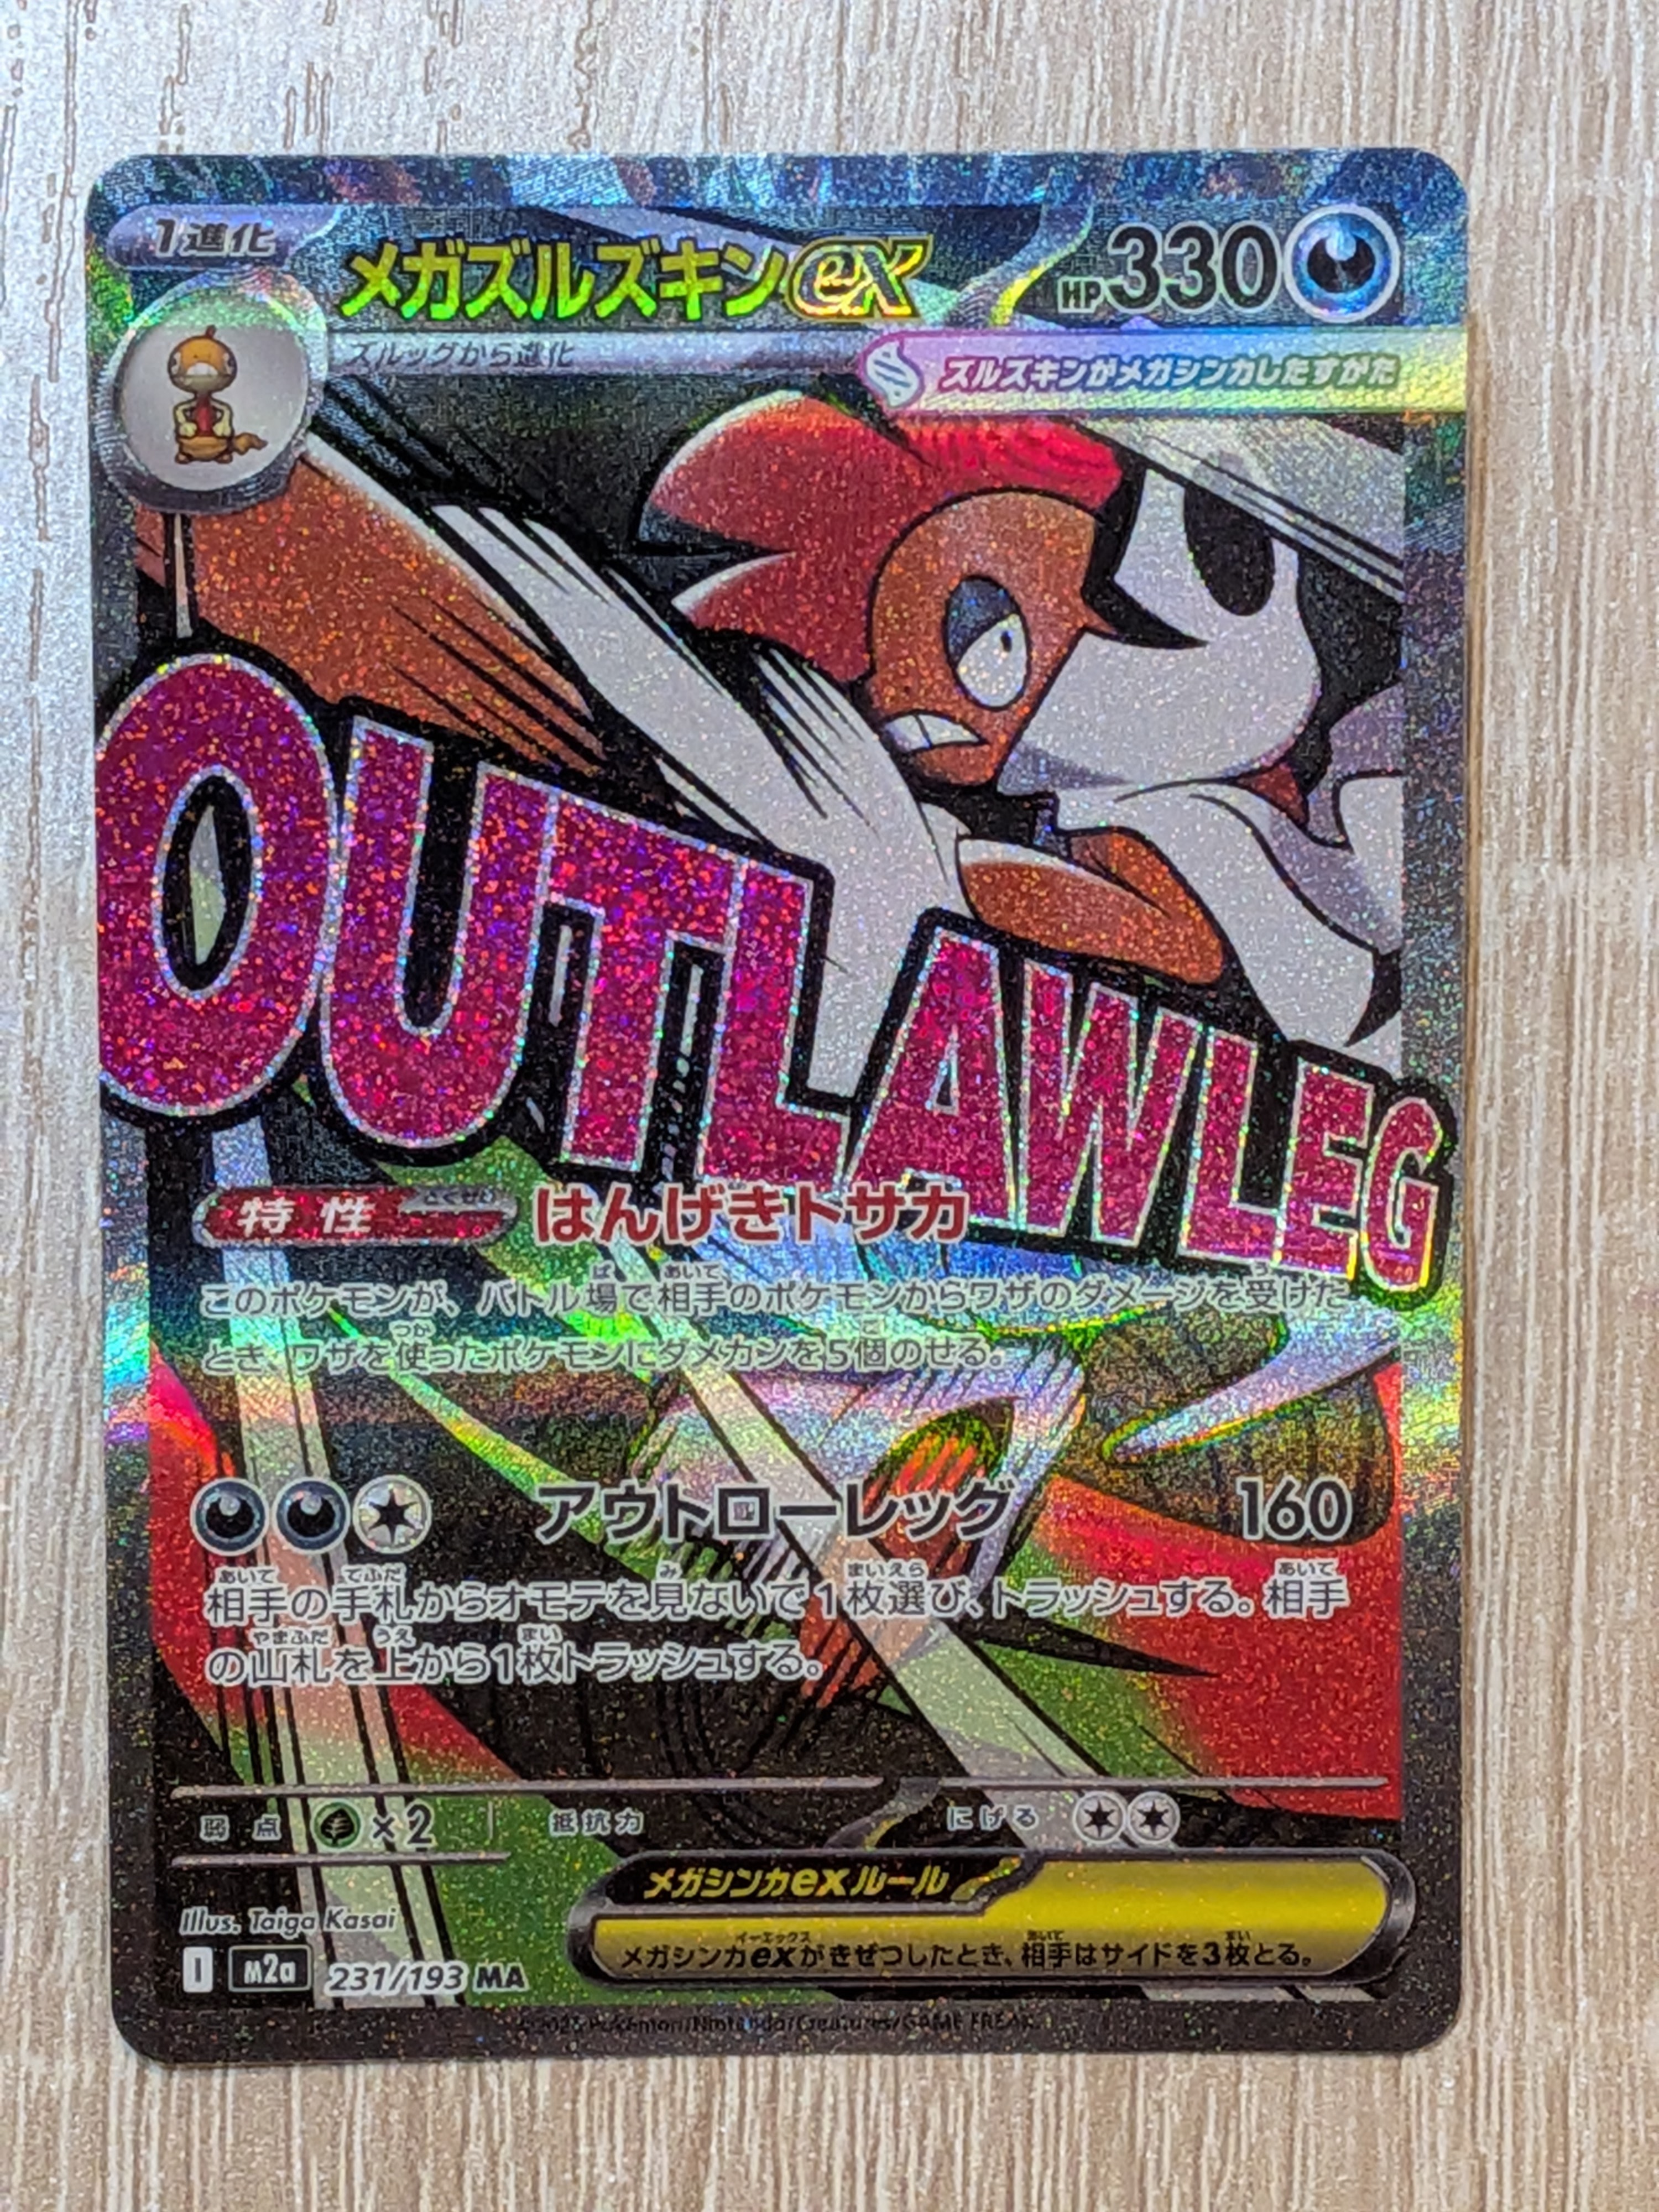 1進化
メガズルズキンex
HP330
ズルッグから進化
ズルズキンがメガシンカしたすがた
OUTLAWLEG
特性 とくせい はんげきトサカ
このポケモンが、バトル場で相手のポケモンからワザのダメージを受けた
とき、ワザを使ったポケモンにダメカンを5個のせる。
アウトローレッグ 160
相手の手札からオモテを見ないで1枚選び、トラッシュする。相手
の山札を上から1枚トラッシュする。
弱点 ×2 抵抗力 にげる
メガシンカexルール
メガシンカexがきぜつしたとき、相手はサイドを3枚とる。
Illus. Taiga Kasai
I m2a 231/193 MA
©2025 Pokémon/Nintendo/Creatures/GAME FREAK.